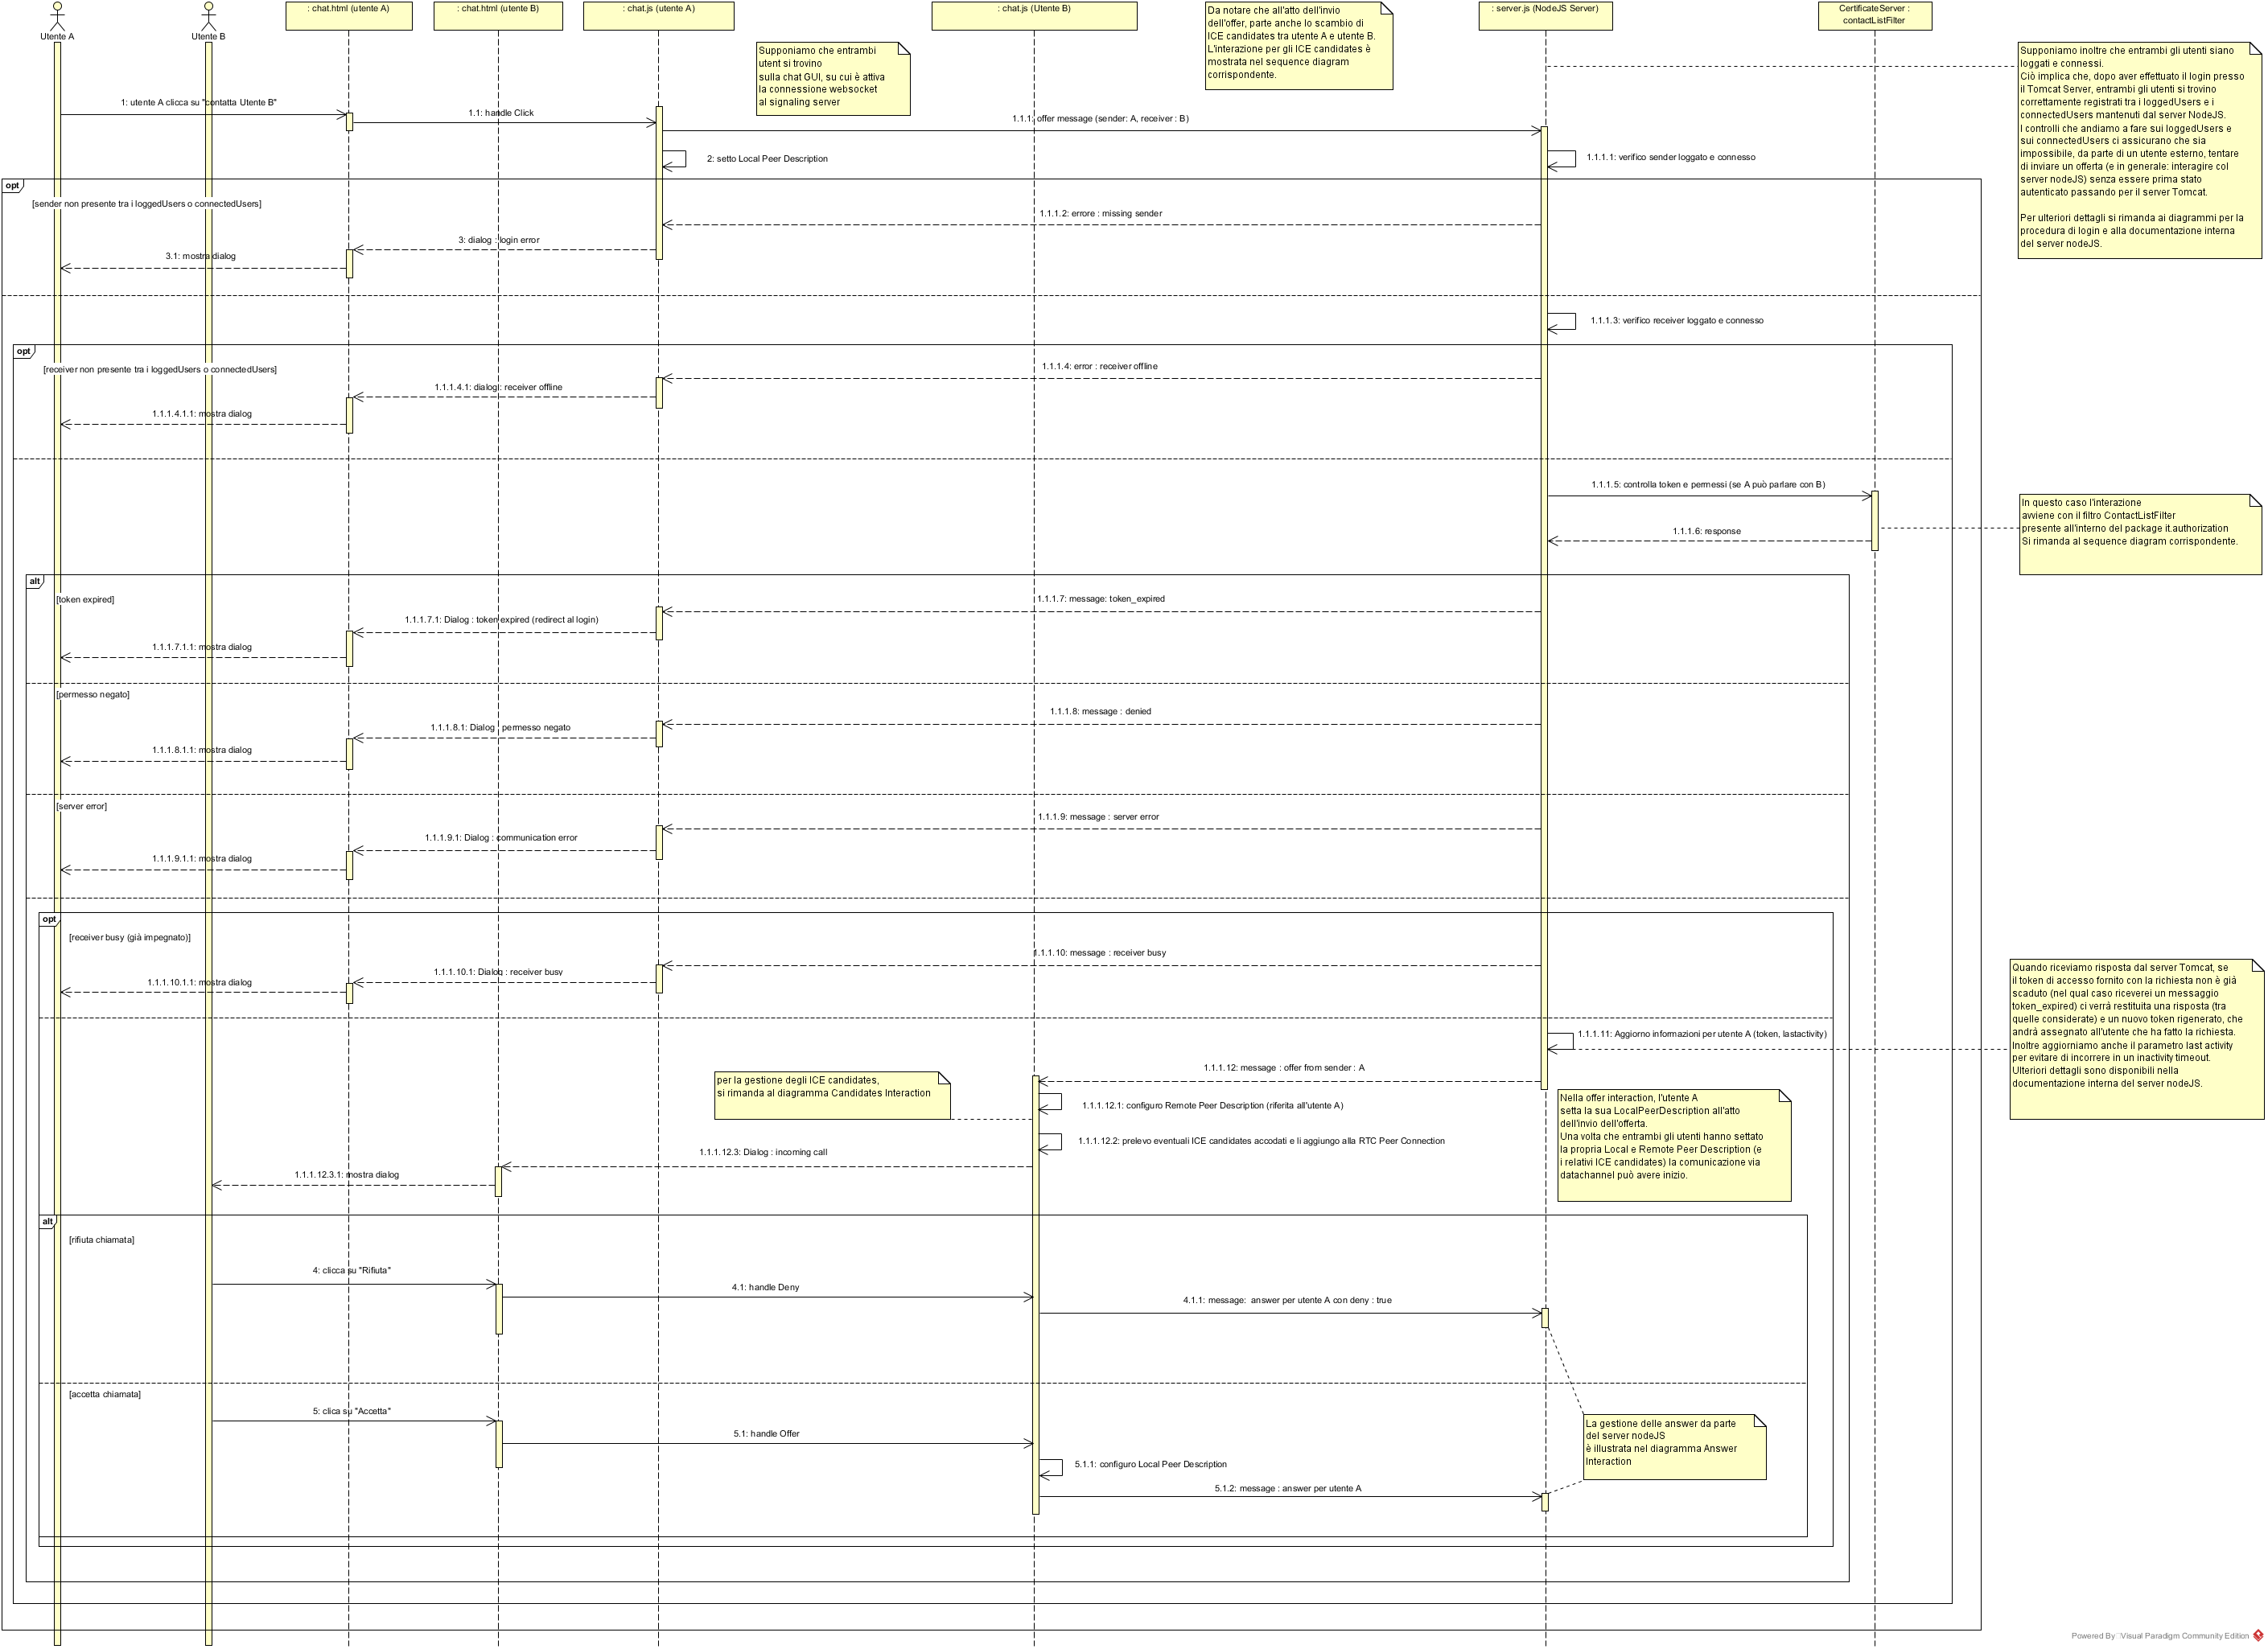 Utente A
Utente B
: chat.html (utente A)
: chat.html (utente B)
: chat.js (utente A)
: chat.js (Utente B)
: server.js (NodeJS Server)
CertificateServer :
contactListFilter
Da notare che all'atto dell'invio
dell'offer, parte anche lo scambio di
ICE candidates tra utente A e utente B.
L'interazione per gli ICE candidates è
mostrata nel sequence diagram
corrispondente.
Supponiamo che entrambi
utent si trovino
sulla chat GUI, su cui è attiva
la connessione websocket
al signaling server
Supponiamo inoltre che entrambi gli utenti siano
loggati e connessi.
Ciò implica che, dopo aver effettuato il login presso
il Tomcat Server, entrambi gli utenti si trovino
correttamente registrati tra i loggedUsers e i
connectedUsers mantenuti dal server NodeJS.
I controlli che andiamo a fare sui loggedUsers e
sui connectedUsers ci assicurano che sia
impossibile, da parte di un utente esterno, tentare
di inviare un offerta (e in generale: interagire col
server nodeJS) senza essere prima stato
autenticato passando per il server Tomcat.
Per ulteriori dettagli si rimanda ai diagrammi per la
procedura di login e alla documentazione interna
del server nodeJS.
1: utente A clicca su "contatta Utente B"
1.1: handle Click
1.1.1: offer message (sender: A, receiver : B)
2: setto Local Peer Description
1.1.1.1: verifico sender loggato e connesso
opt
[sender non presente tra i loggedUsers o connectedUsers]
1.1.1.2: errore : missing sender
3: dialog : login error
3.1: mostra dialog
1.1.1.3: verifico receiver loggato e connesso
opt
[receiver non presente tra i loggedUsers o connectedUsers]
1.1.1.4: error : receiver offline
1.1.1.4.1: dialog : receiver offline
1.1.1.4.1.1: mostra dialog
1.1.1.5: controlla token e permessi (se A può parlare con B)
1.1.1.6: response
In questo caso l'interazione
avviene con il filtro ContactListFilter
presente all'interno del package it.authorization
Si rimanda al sequence diagram corrispondente.
alt
[token expired]
1.1.1.7: message: token_expired
1.1.1.7.1: Dialog : token expired (redirect al login)
1.1.1.7.1.1: mostra dialog
[permesso negato]
1.1.1.8: message : denied
1.1.1.8.1: Dialog : permesso negato
1.1.1.8.1.1: mostra dialog
[server error]
1.1.1.9: message : server error
1.1.1.9.1: Dialog : communication error
1.1.1.9.1.1: mostra dialog
opt
[receiver busy (già impegnato)]
1.1.1.10: message : receiver busy
1.1.1.10.1: Dialog : receiver busy
1.1.1.10.1.1: mostra dialog
1.1.1.11: Aggiorno informazioni per utente A (token, lastactivity)
Quando riceviamo risposta dal server Tomcat, se
il token di accesso fornito con la richiesta non è già
scaduto (nel qual caso riceverei un messaggio
token_expired) ci verrà restituita una risposta (tra
quelle considerate) e un nuovo token rigenerato, che
andrà assegnato all'utente che ha fatto la richiesta.
Inoltre aggiorniamo anche il parametro last activity
per evitare di incorrere in un inactivity timeout.
Ulteriori dettagli sono disponibili nella
documentazione interna del server nodeJS.
1.1.1.12: message : offer from sender : A
per la gestione degli ICE candidates,
si rimanda al diagramma Candidates Interaction
1.1.1.12.1: configuro Remote Peer Description (riferita all'utente A)
1.1.1.12.2: prelevo eventuali ICE candidates accodati e li aggiungo alla RTC Peer Connection
1.1.1.12.3: Dialog : incoming call
1.1.1.12.3.1: mostra dialog
Nella offer interaction, l'utente A
setta la sua LocalPeerDescription all'atto
dell'invio dell'offerta.
Una volta che entrambi gli utenti hanno settato
la propria Local e Remote Peer Description (e
i relativi ICE candidates) la comunicazione via
datachannel può avere inizio.
alt
[rifiuta chiamata]
4: clicca su "Rifiuta"
4.1: handle Deny
4.1.1: message:  answer per utente A con deny : true
[accetta chiamata]
5: clica su "Accetta"
5.1: handle Offer
5.1.1: configuro Local Peer Description
5.1.2: message : answer per utente A
La gestione delle answer da parte
del server nodeJS
è illustrata nel diagramma Answer
Interaction
Powered By Visual Paradigm Community Edition